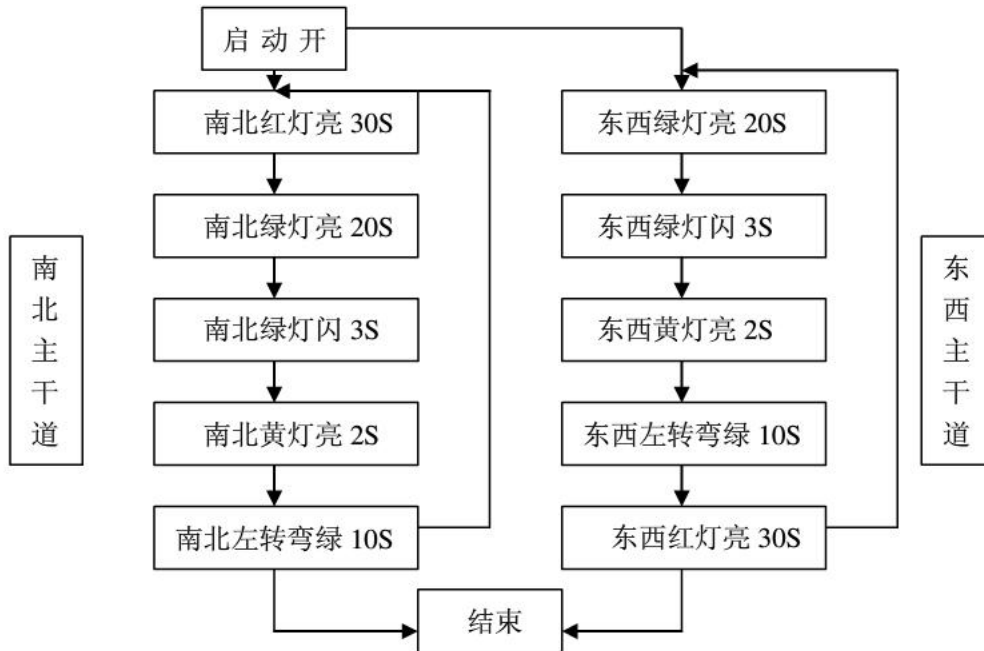 启动开
南北红灯亮 30S
东西绿灯亮 20S
南北绿灯亮 20S
东西绿灯闪 3S
南北主干道
东西主干道
南北绿灯闪 3S
东西黄灯亮 2S
南北黄灯亮 2S
东西左转弯绿 10S
南北左转弯绿 10S
东西红灯亮 30S
结束